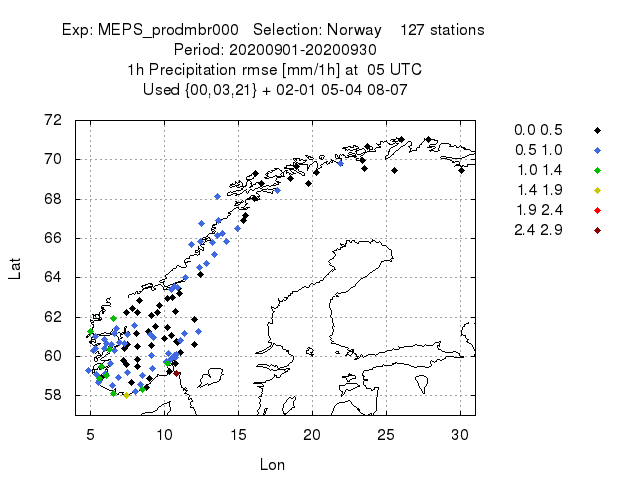 Exp: MEPS_prodmbr000 Selection: Norway 127 stations
Period: 20200901-20200930
1h Precipitation rmse [mm/1h] at 05 UTC
Used {00,03,21} + 02-01 05-04 08-07
72
70
68
66
64
62
60
58
Lat
5 10 15 20 25 30
Lon
0.0 0.5
0.5 1.0
1.0 1.4
1.4 1.9
1.9 2.4
2.4 2.9